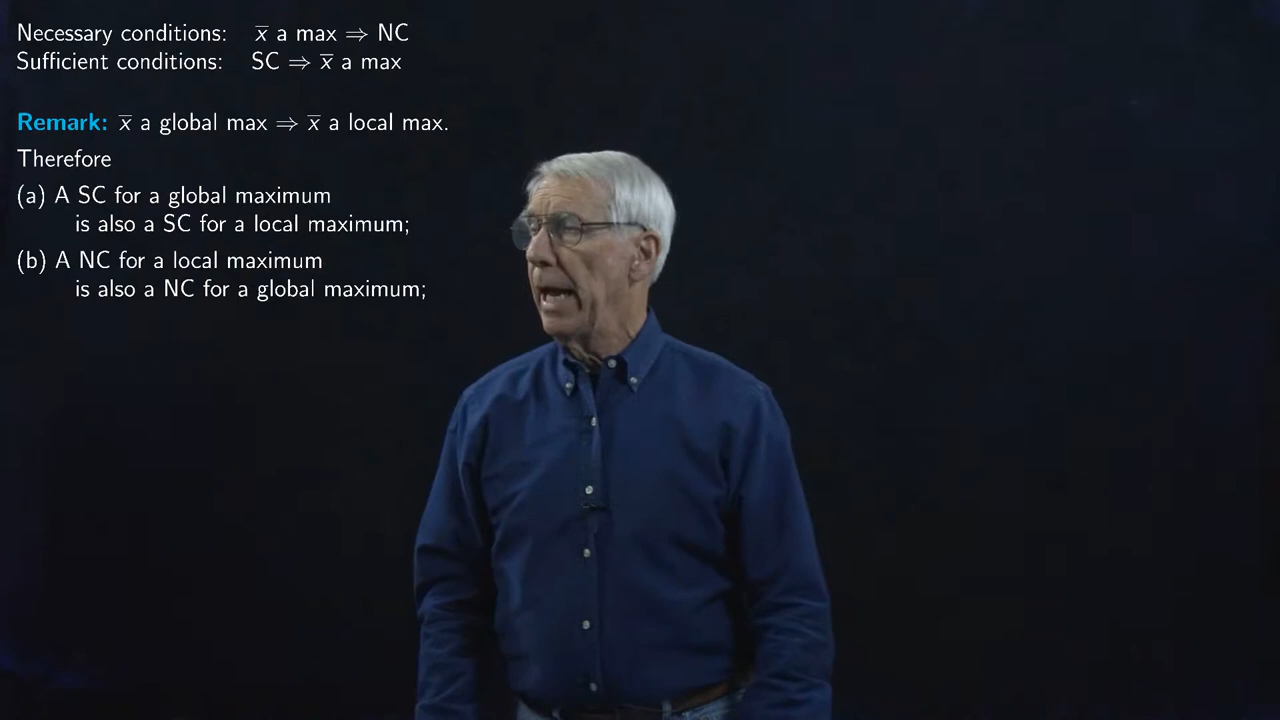 Necessary conditions: x̅ a max ⇒ NC
Sufficient conditions: SC ⇒ x̅ a max
Remark: x̅ a global max ⇒ x̅ a local max.
Therefore
(a) A SC for a global maximum
is also a SC for a local maximum;
(b) A NC for a local maximum
is also a NC for a global maximum;